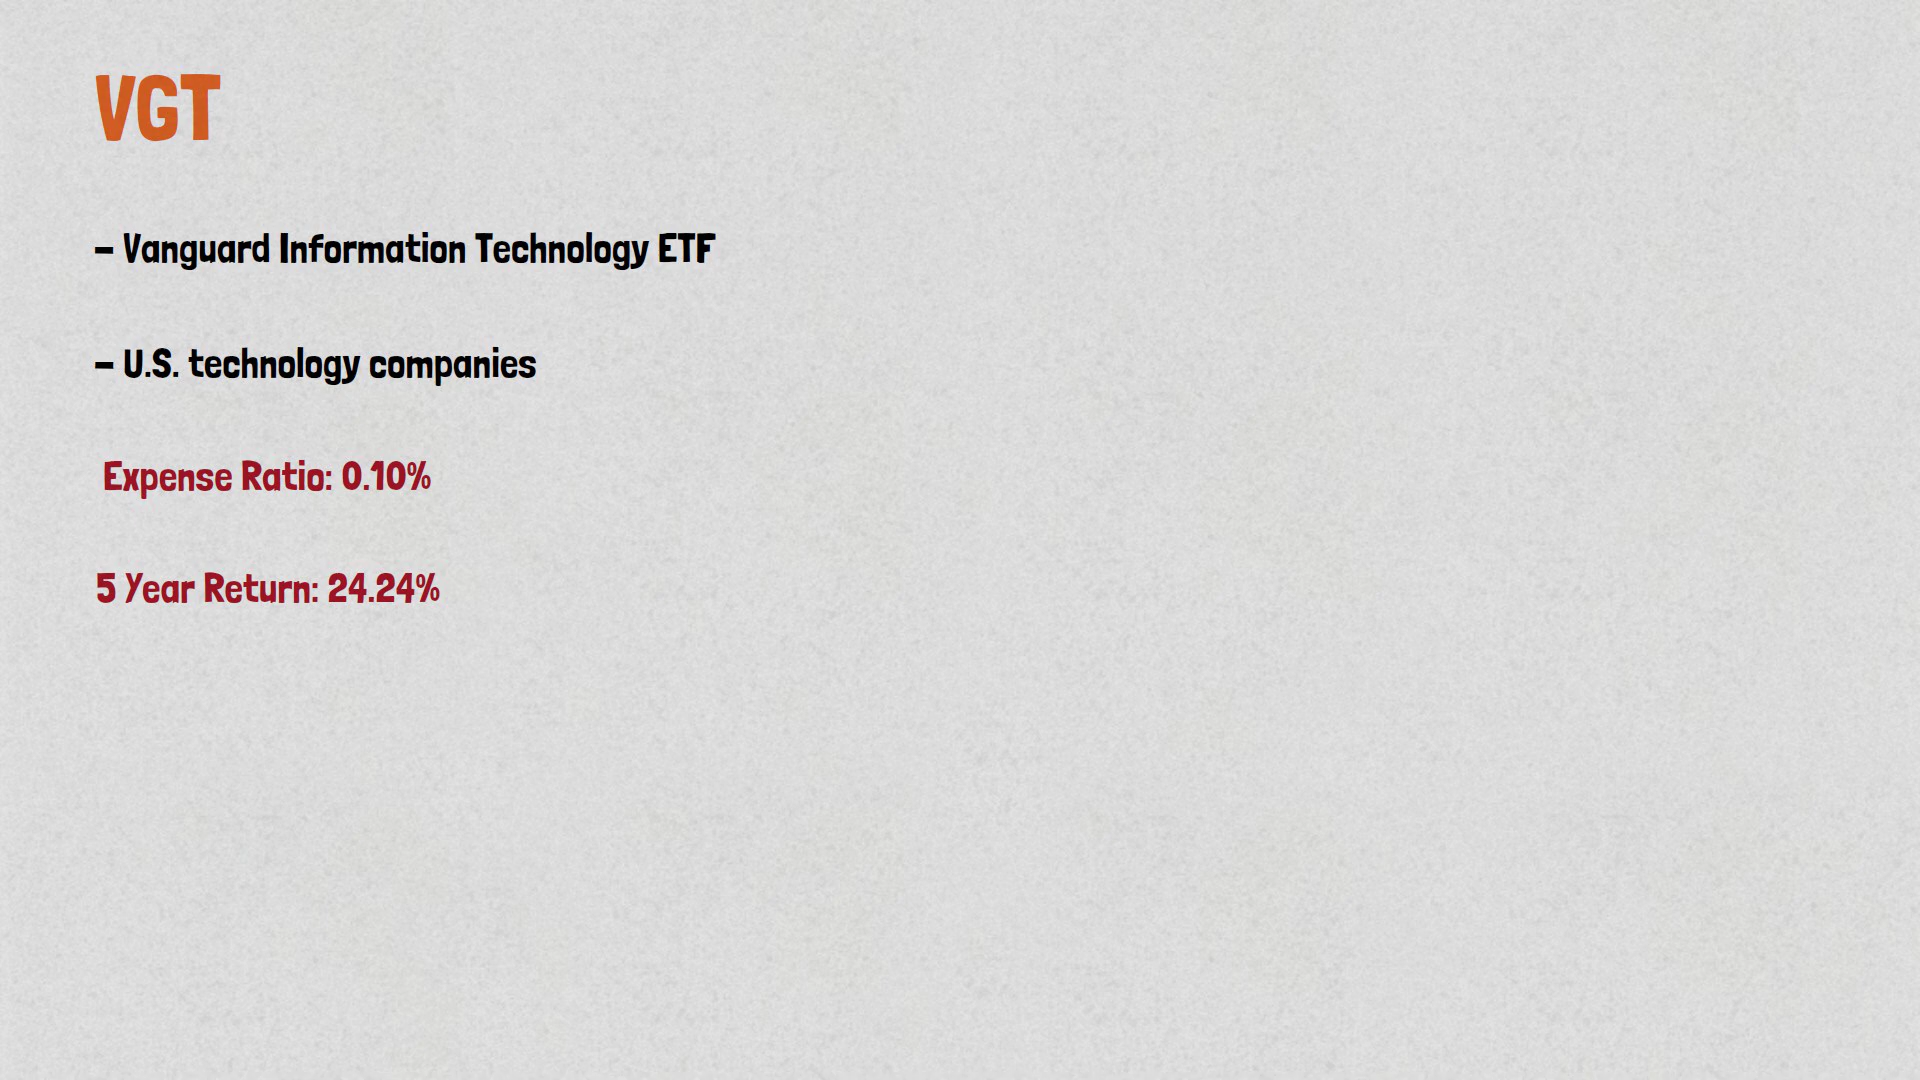 VGT
– Vanguard Information Technology ETF
– U.S. technology companies
Expense Ratio: 0.10%
5 Year Return: 24.24%